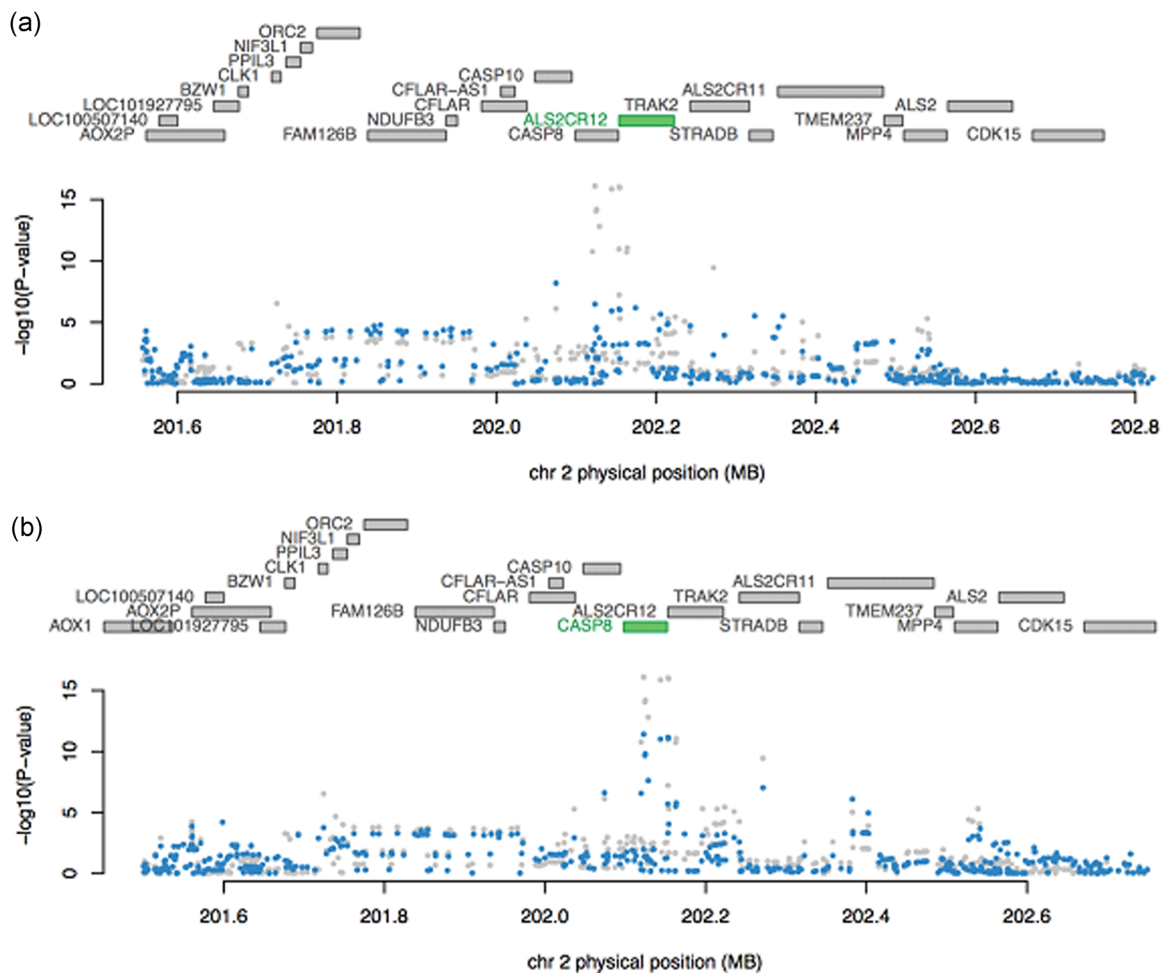 (a)
ORC2
NIF3L1
PPIL3
CLK1 CASP10
BZW1 CFLAR-AS1 ALS2CR11
LOC101927795 CFLAR TRAK2 ALS2
LOC100507140 NDUFB3 ALS2CR12 TMEM237
AOX2P FAM126B CASP8 STRADB MPP4 CDK15
15
10
5
0
−log10(P−value)
201.6 201.8 202.0 202.2 202.4 202.6 202.8
chr 2 physical position (MB)
(b)
ORC2
NIF3L1
PPIL3
CLK1 CASP10
BZW1 CFLAR-AS1 ALS2CR11
LOC100507140 CFLAR TRAK2 ALS2
AOX2P FAM126B ALS2CR12 TMEM237
AOX1 LOC101927795 NDUFB3 CASP8 STRADB MPP4 CDK15
15
10
5
0
−log10(P−value)
201.6 201.8 202.0 202.2 202.4 202.6
chr 2 physical position (MB)